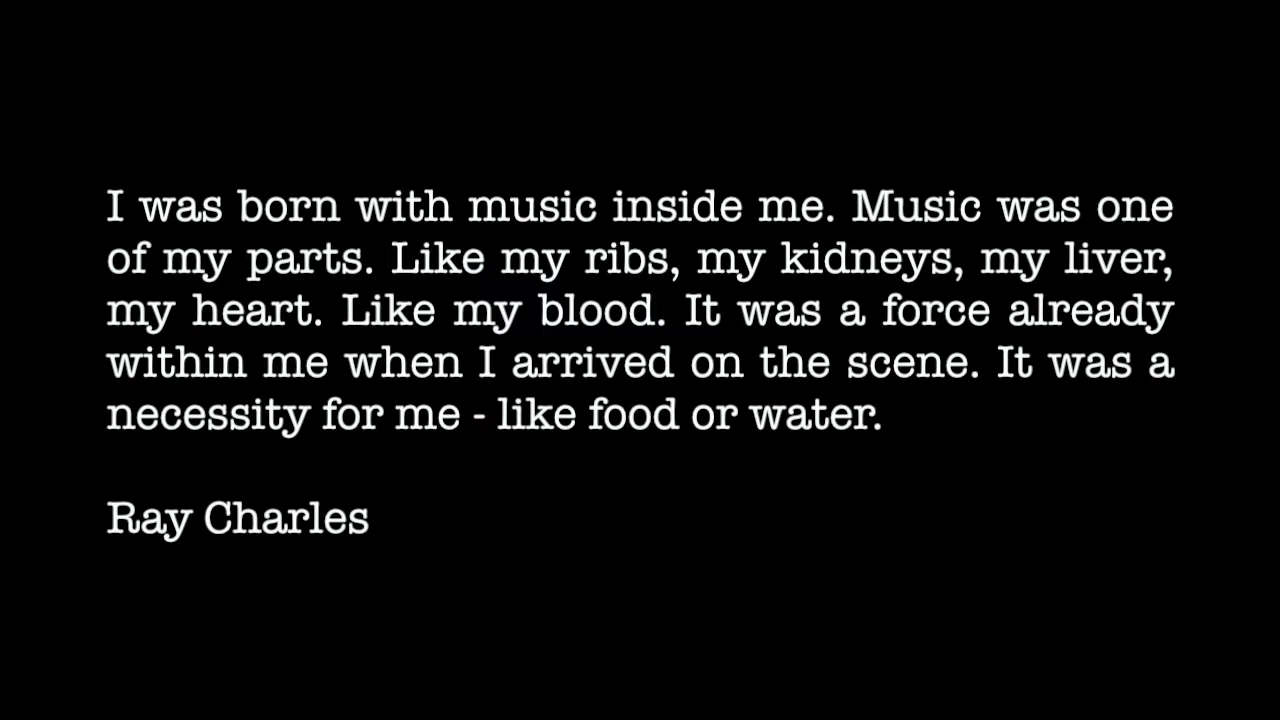 I was born with music inside me. Music was one
of my parts. Like my ribs, my kidneys, my liver,
my heart. Like my blood. It was a force already
within me when I arrived on the scene. It was a
necessity for me - like food or water.
Ray Charles